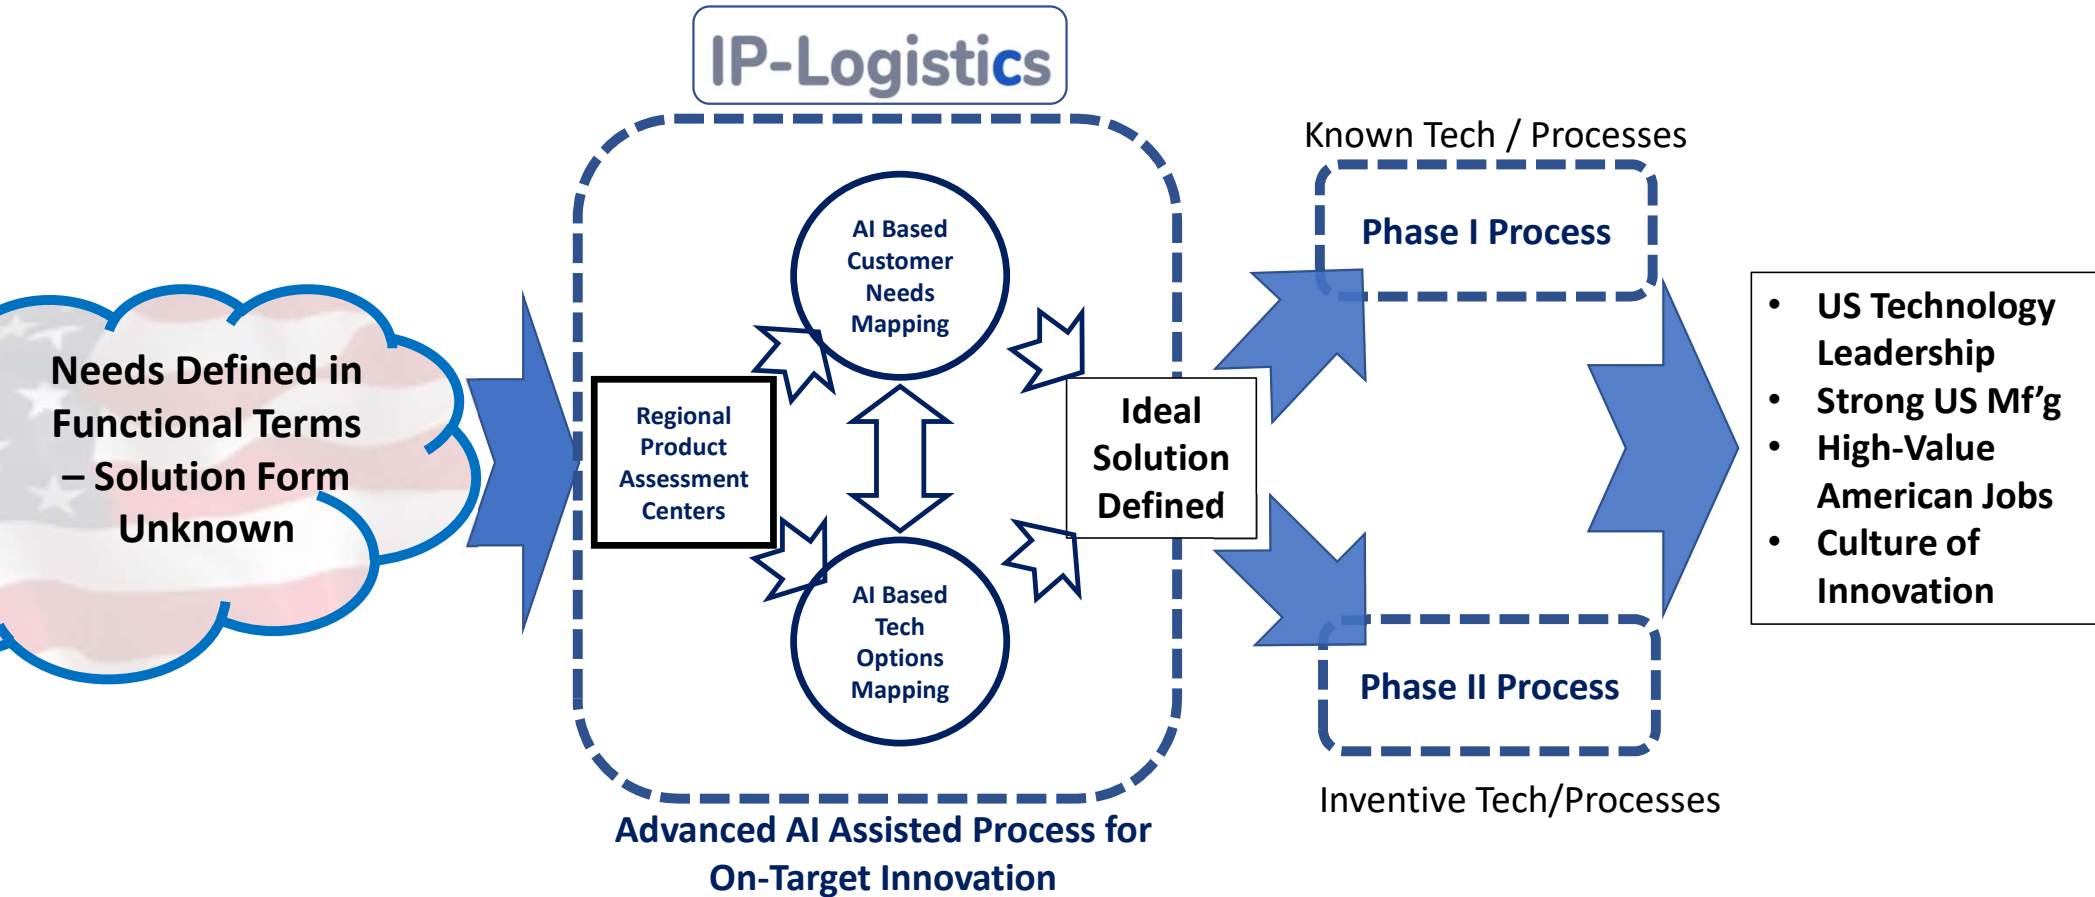 IP-Logistics
Known Tech / Processes
Phase I Process
AI Based
Customer
Needs
Mapping
Needs Defined in
Functional Terms
– Solution Form
Unknown
Regional
Product
Assessment
Centers
Ideal
Solution
Defined
• US Technology
Leadership
• Strong US Mf’g
• High-Value
American Jobs
• Culture of
Innovation
AI Based
Tech
Options
Mapping
Phase II Process
Inventive Tech/Processes
Advanced AI Assisted Process for
On-Target Innovation